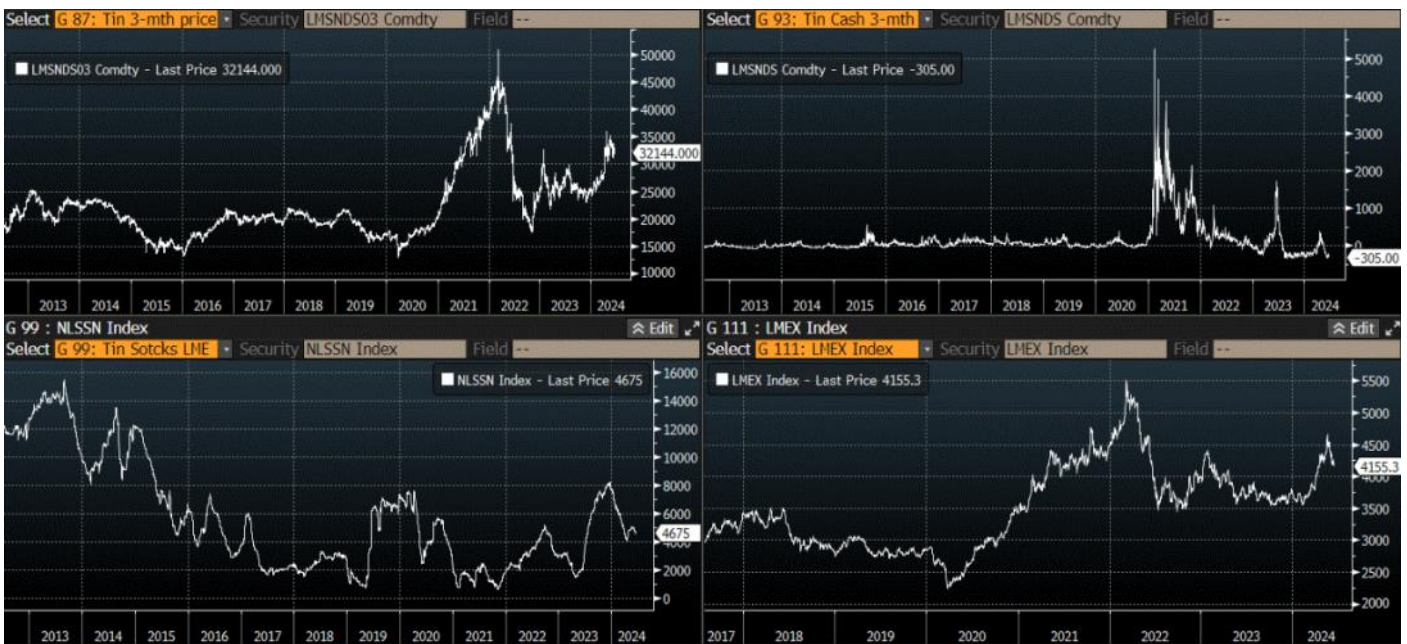 Select G 87: Tin 3-mth price Security LMSNDS03 Comdty Field --
LMSNDS03 Comdty - Last Price 32144.000
50000
45000
40000
35000
32144.000
30000
25000
20000
15000
10000
2013 2014 2015 2016 2017 2018 2019 2020 2021 2022 2023 2024
Select G 93: Tin Cash 3-mth Security LMSNDS Comdty Field --
LMSNDS Comdty - Last Price -305.00
5000
4000
3000
2000
1000
0
-305.00
2013 2014 2015 2016 2017 2018 2019 2020 2021 2022 2023 2024
G 99 : NLSSN Index Edit
Select G 99: Tin Sotcks LME Security NLSSN Index Field --
NLSSN Index - Last Price 4675
16000
14000
12000
10000
8000
6000
4675
4000
2000
0
2013 2014 2015 2016 2017 2018 2019 2020 2021 2022 2023 2024
G 111 : LMEX Index Edit
Select G 111: LMEX Index Security LMEX Index Field --
LMEX Index - Last Price 4155.3
5500
5000
4500
4155.3
4000
3500
3000
2500
2000
2017 2018 2019 2020 2021 2022 2023 2024